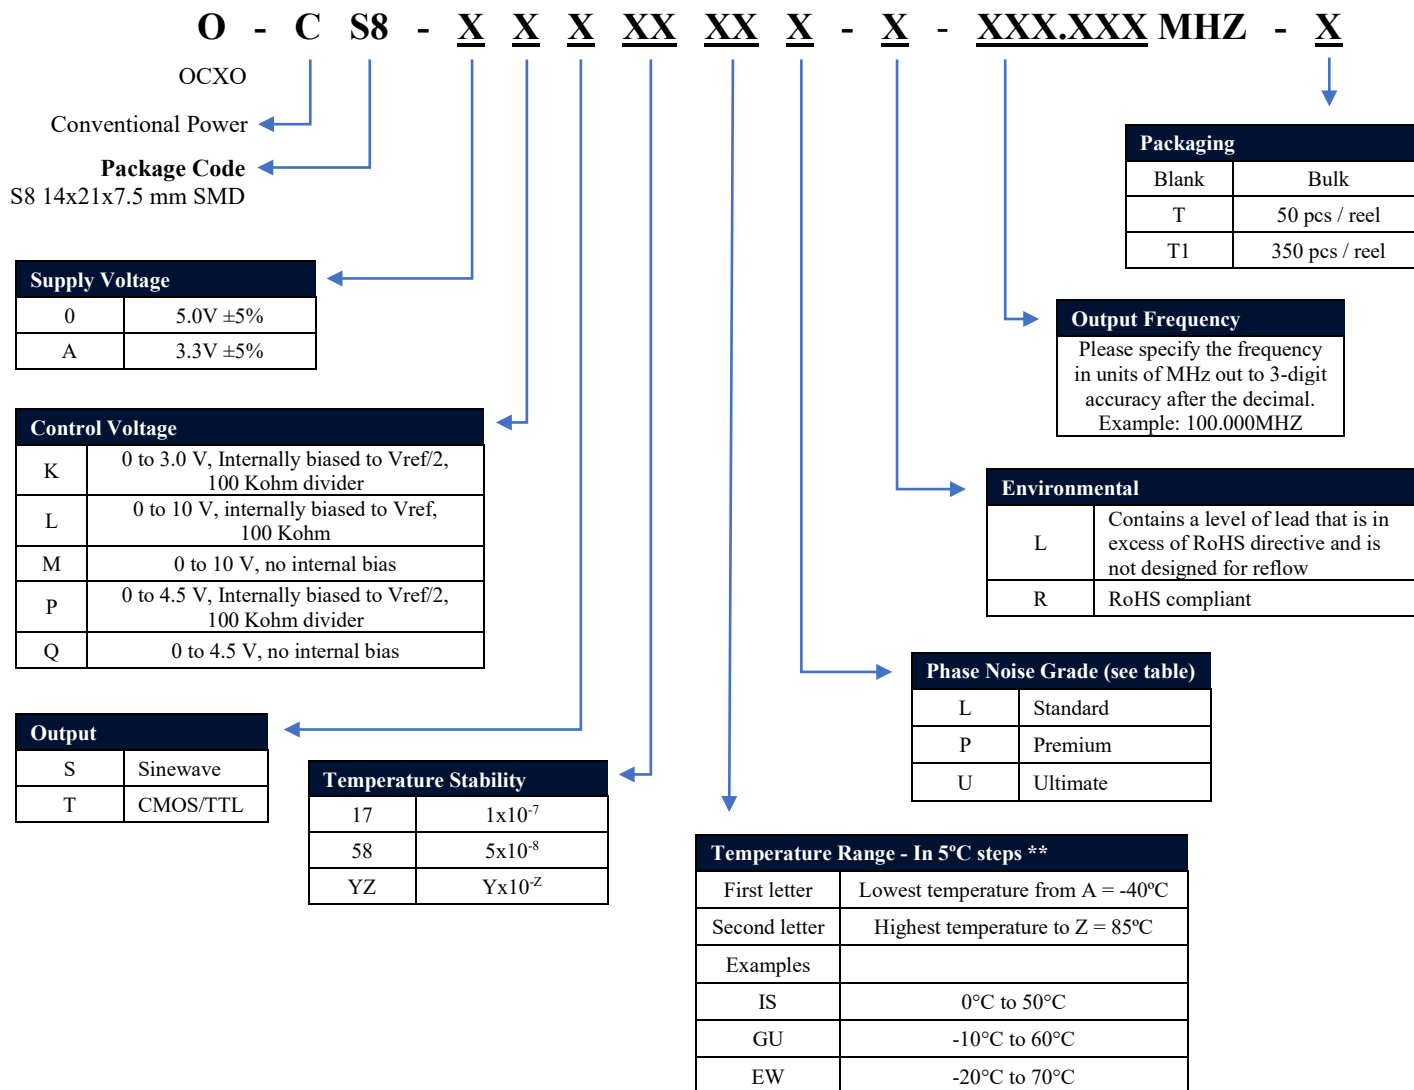 O - C S8 - X X X XX XX X - X - XXX.XXX MHZ - X
OCXO
Conventional Power
Package Code
S8 14x21x7.5 mm SMD
Packaging
Blank Bulk
T 50 pcs / reel
T1 350 pcs / reel
Supply Voltage
0 5.0V ±5%
A 3.3V ±5%
Output Frequency
Please specify the frequency
in units of MHz out to 3-digit
accuracy after the decimal.
Example: 100.000MHZ
Control Voltage
K 0 to 3.0 V, Internally biased to Vref/2,
100 Kohm divider
L 0 to 10 V, internally biased to Vref,
100 Kohm
M 0 to 10 V, no internal bias
P 0 to 4.5 V, Internally biased to Vref/2,
100 Kohm divider
Q 0 to 4.5 V, no internal bias
Environmental
L Contains a level of lead that is in
excess of RoHS directive and is
not designed for reflow
R RoHS compliant
Phase Noise Grade (see table)
L Standard
P Premium
U Ultimate
Output
S Sinewave
T CMOS/TTL
Temperature Stability
17 1x10⁻⁷
58 5x10⁻⁸
YZ Yx10⁻ᶻ
Temperature Range - In 5ºC steps **
First letter Lowest temperature from A = -40ºC
Second letter Highest temperature to Z = 85ºC
Examples
IS 0°C to 50°C
GU -10°C to 60°C
EW -20°C to 70°C